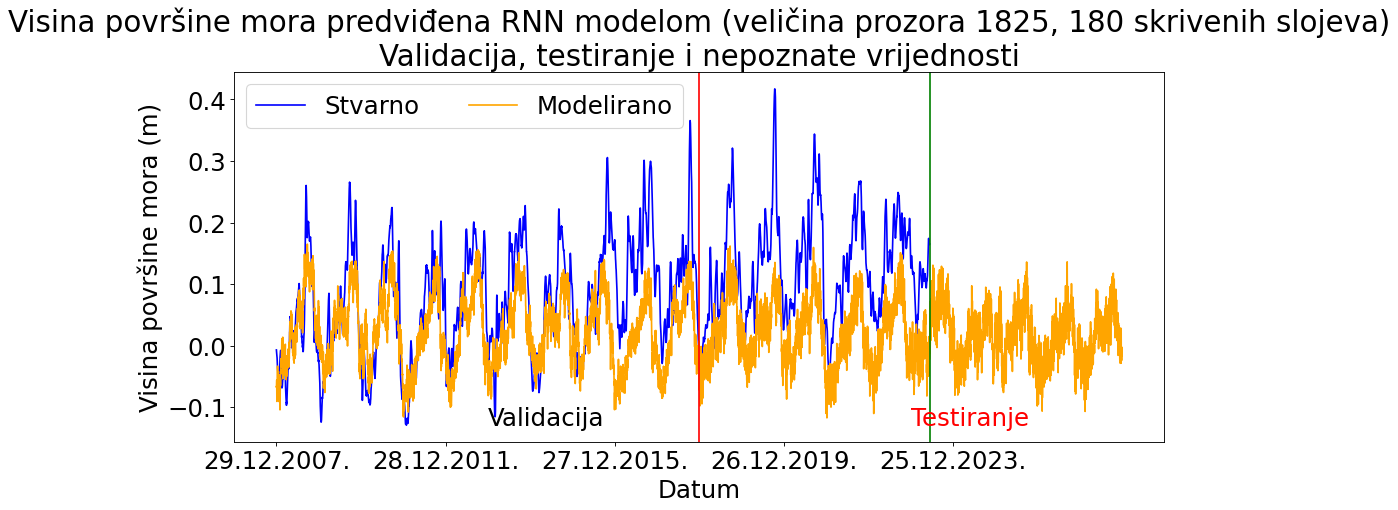 Visina površine mora predviđena RNN modelom (veličina prozora 1825, 180 skrivenih slojeva)
Validacija, testiranje i nepoznate vrijednosti
Stvarno Modelirano
Visina površine mora (m)
0.4
0.3
0.2
0.1
0.0
−0.1
Validacija Testiranje
29.12.2007. 28.12.2011. 27.12.2015. 26.12.2019. 25.12.2023.
Datum